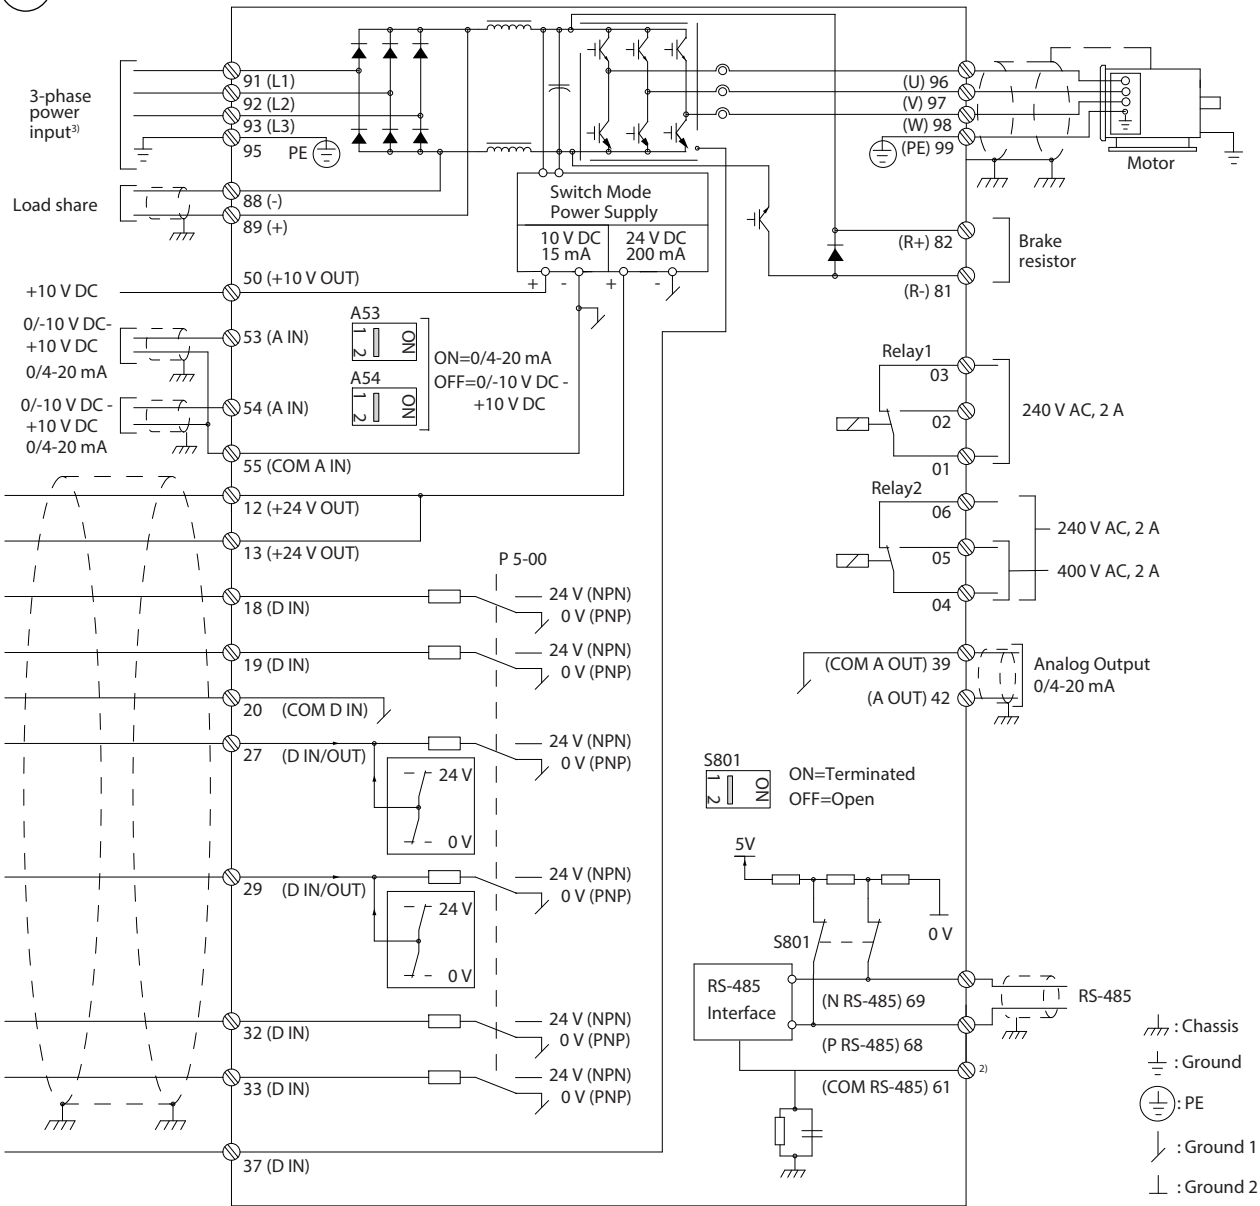 3-phase
power
input3)
91 (L1)
92 (L2)
93 (L3)
95
PE
Load share
88 (-)
89 (+)
+10 V DC
50 (+10 V OUT)
0/-10 V DC-
+10 V DC
0/4-20 mA
53 (A IN)
0/-10 V DC -
+10 V DC
0/4-20 mA
54 (A IN)
55 (COM A IN)
12 (+24 V OUT)
13 (+24 V OUT)
18 (D IN)
19 (D IN)
20 (COM D IN)
27 (D IN/OUT)
24 V
0 V
29 (D IN/OUT)
24 V
0 V
32 (D IN)
33 (D IN)
37 (D IN)
A53
1 2
ON
A54
1 2
ON
ON=0/4-20 mA
OFF=0/-10 V DC -
+10 V DC
P 5-00
24 V (NPN)
0 V (PNP)
24 V (NPN)
0 V (PNP)
24 V (NPN)
0 V (PNP)
24 V (NPN)
0 V (PNP)
24 V (NPN)
0 V (PNP)
24 V (NPN)
0 V (PNP)
Switch Mode
Power Supply
10 V DC
15 mA
24 V DC
200 mA
+ - + -
(U) 96
(V) 97
(W) 98
(PE) 99
Motor
(R+) 82
(R-) 81
Brake
resistor
Relay1
03
02
01
240 V AC, 2 A
Relay2
06
05
04
240 V AC, 2 A
400 V AC, 2 A
(COM A OUT) 39
(A OUT) 42
Analog Output
0/4-20 mA
S801
1 2
ON
ON=Terminated
OFF=Open
5V
0 V
S801
RS-485
Interface
(N RS-485) 69
(P RS-485) 68
(COM RS-485) 61
2)
RS-485
: Chassis
: Ground
: PE
: Ground 1
: Ground 2